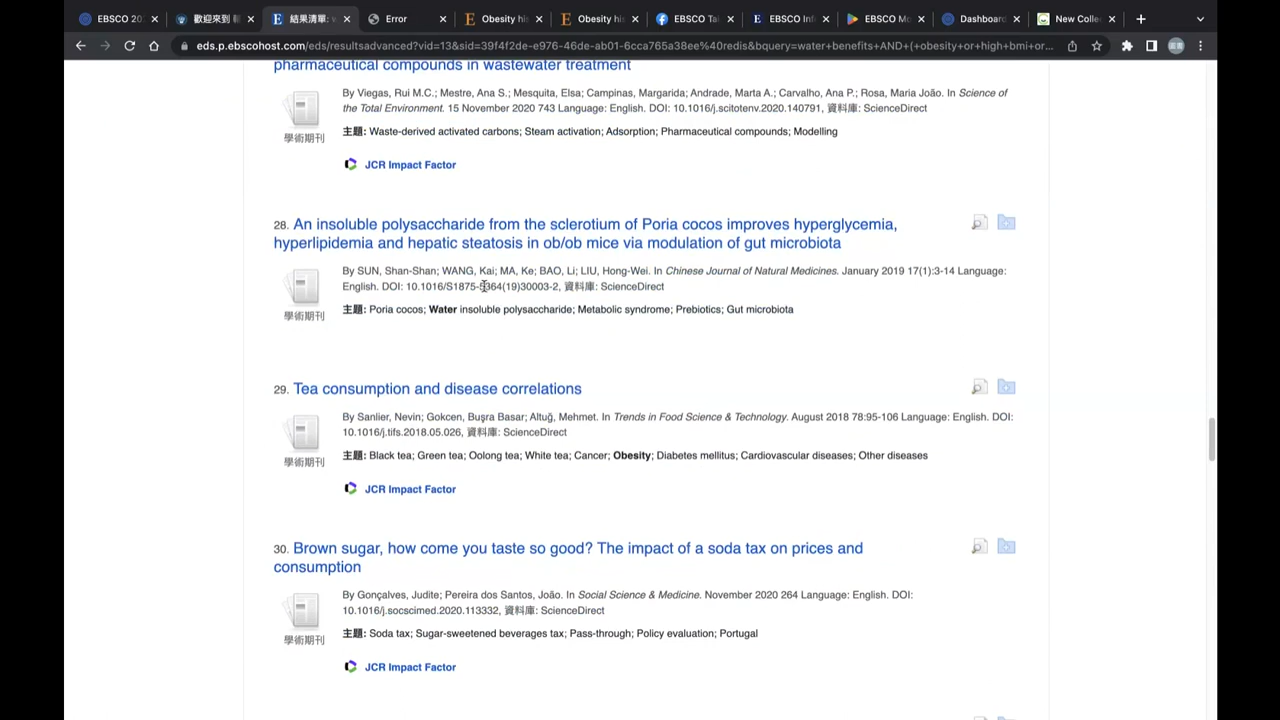 EBSCO 20
歡迎來到
結果清單: w
Error
Obesity his
Obesity his
EBSCO Ta
EBSCO Inf
EBSCO Mo
Dashboard
New Colle
eds.p.ebscohost.com/eds/resultsadvanced?vid=13&sid=39f4f2de-e976-46de-ab01-6cca765a38ee%40redis&bquery=water+benefits+AND+(+obesity+or+high+bmi+or...
pharmaceutical compounds in wastewater treatment
By Viegas, Rui M.C.; Mestre, Ana S.; Mesquita, Elsa; Campinas, Margarida; Andrade, Marta A.; Carvalho, Ana P.; Rosa, Maria João. In Science of
the Total Environment. 15 November 2020 743 Language: English. DOI: 10.1016/j.scitotenv.2020.140791, 資料庫: ScienceDirect
學術期刊
主題: Waste-derived activated carbons; Steam activation; Adsorption; Pharmaceutical compounds; Modelling
JCR Impact Factor
28. An insoluble polysaccharide from the sclerotium of Poria cocos improves hyperglycemia,
hyperlipidemia and hepatic steatosis in ob/ob mice via modulation of gut microbiota
By SUN, Shan-Shan; WANG, Kai; MA, Ke; BAO, Li; LIU, Hong-Wei. In Chinese Journal of Natural Medicines. January 2019 17(1):3-14 Language:
English. DOI: 10.1016/S1875-5364(19)30003-2, 資料庫: ScienceDirect
學術期刊
主題: Poria cocos; Water insoluble polysaccharide; Metabolic syndrome; Prebiotics; Gut microbiota
29. Tea consumption and disease correlations
By Sanlier, Nevin; Gokcen, Buşra Basar; Altuğ, Mehmet. In Trends in Food Science & Technology. August 2018 78:95-106 Language: English. DOI:
10.1016/j.tifs.2018.05.026, 資料庫: ScienceDirect
學術期刊
主題: Black tea; Green tea; Oolong tea; White tea; Cancer; Obesity; Diabetes mellitus; Cardiovascular diseases; Other diseases
JCR Impact Factor
30. Brown sugar, how come you taste so good? The impact of a soda tax on prices and
consumption
By Gonçalves, Judite; Pereira dos Santos, João. In Social Science & Medicine. November 2020 264 Language: English. DOI:
10.1016/j.socscimed.2020.113332, 資料庫: ScienceDirect
學術期刊
主題: Soda tax; Sugar-sweetened beverages tax; Pass-through; Policy evaluation; Portugal
JCR Impact Factor